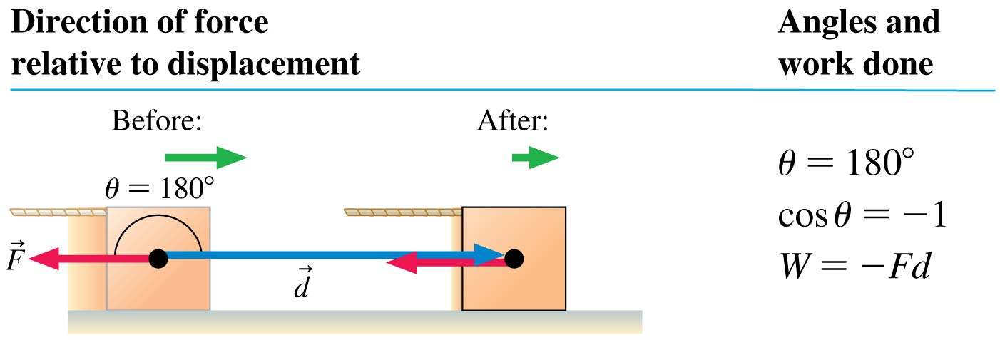 Direction of force
relative to displacement
Angles and
work done
Before:
After:
θ = 180°
F⃗
d⃗
θ = 180°
cos θ = −1
W = −Fd